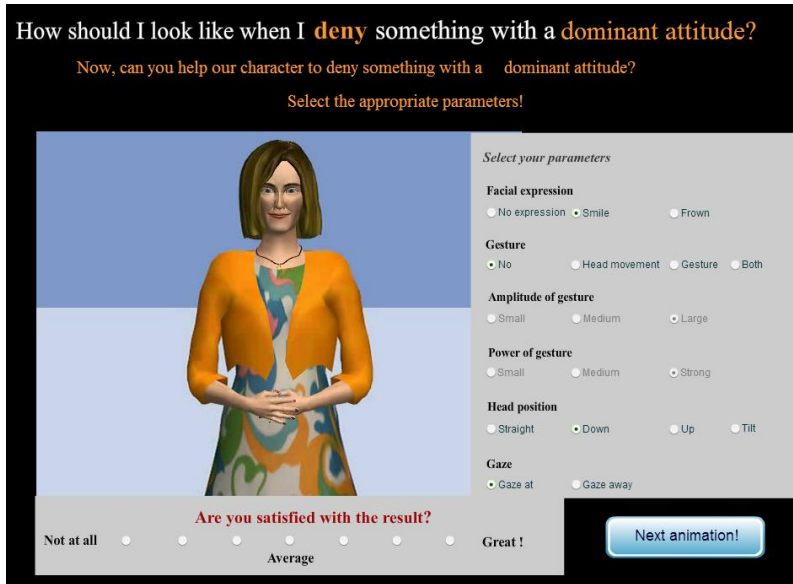 How should I look like when I deny something with a dominant attitude?
Now, can you help our character to deny something with a dominant attitude?
Select the appropriate parameters!
Select your parameters
Facial expression
No expression Smile Frown
Gesture
No Head movement Gesture Both
Amplitude of gesture
Small Medium Large
Power of gesture
Small Medium Strong
Head position
Straight Down Up Tilt
Gaze
Gaze at Gaze away
Are you satisfied with the result?
Not at all Great !
Average
Next animation!